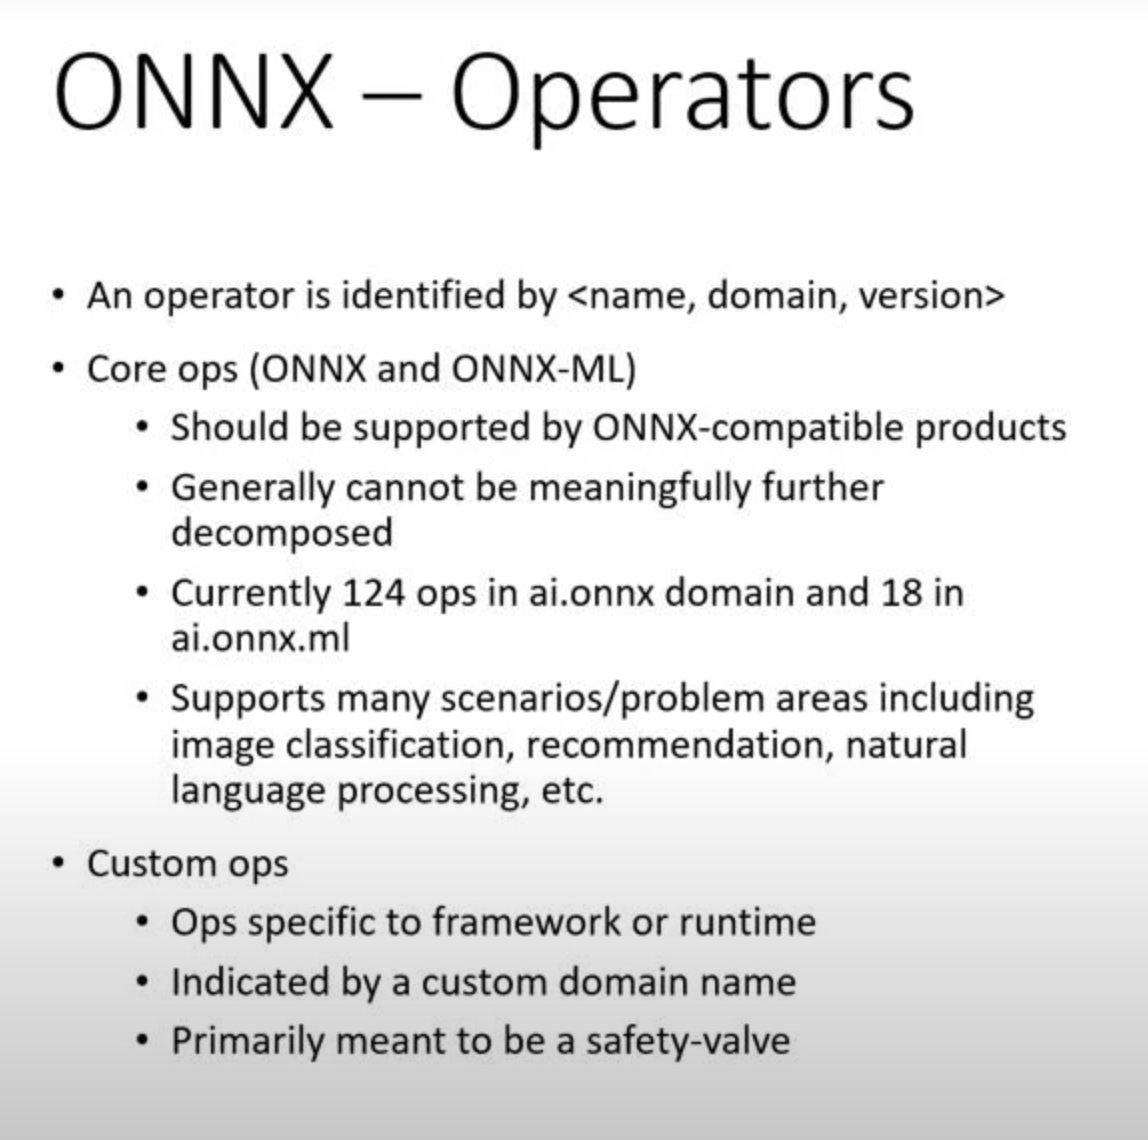 ONNX – Operators
• An operator is identified by <name, domain, version>
• Core ops (ONNX and ONNX-ML)
• Should be supported by ONNX-compatible products
• Generally cannot be meaningfully further
decomposed
• Currently 124 ops in ai.onnx domain and 18 in
ai.onnx.ml
• Supports many scenarios/problem areas including
image classification, recommendation, natural
language processing, etc.
• Custom ops
• Ops specific to framework or runtime
• Indicated by a custom domain name
• Primarily meant to be a safety-valve